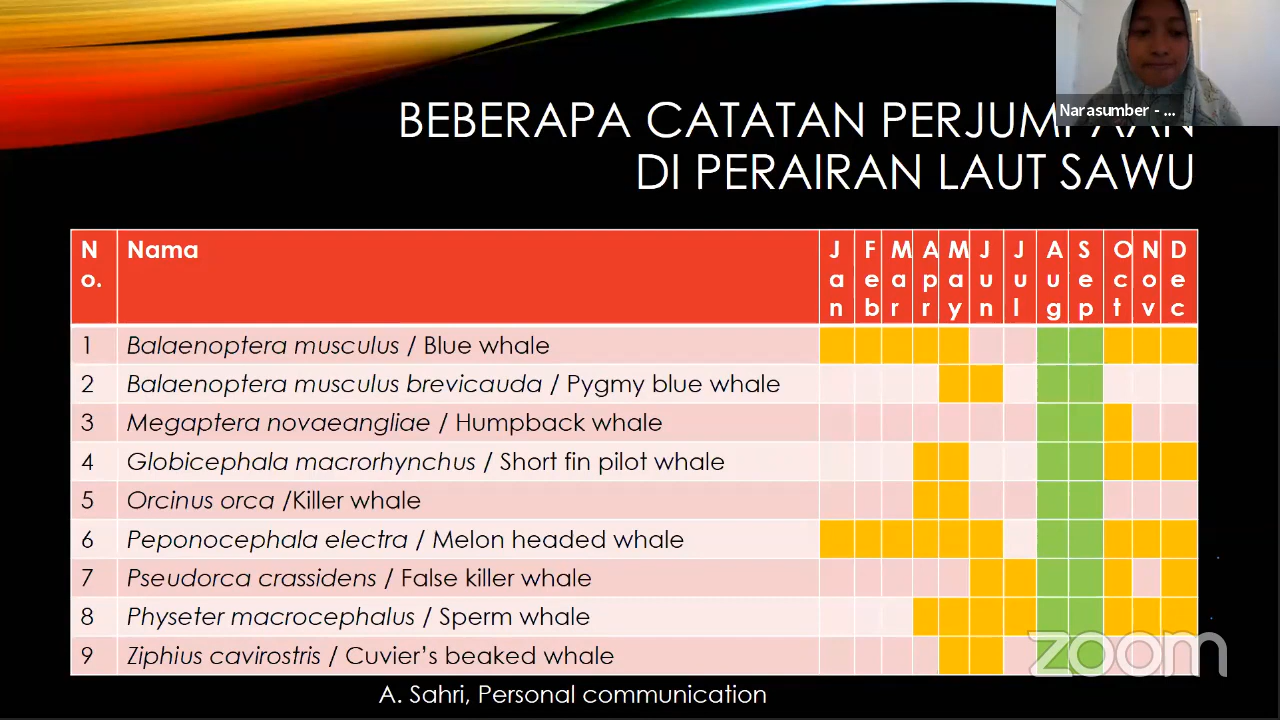 Narasumber - ...
BEBERAPA CATATAN PERJUMPAAN
DI PERAIRAN LAUT SAWU
No. Nama Jan Feb Mar Apr May Jun Jul Aug Sep Oct Nov Dec
1 Balaenoptera musculus / Blue whale
2 Balaenoptera musculus brevicauda / Pygmy blue whale
3 Megaptera novaeangliae / Humpback whale
4 Globicephala macrorhynchus / Short fin pilot whale
5 Orcinus orca /Killer whale
6 Peponocephala electra / Melon headed whale
7 Pseudorca crassidens / False killer whale
8 Physeter macrocephalus / Sperm whale
9 Ziphius cavirostris / Cuvier's beaked whale
zoom
A. Sahri, Personal communication